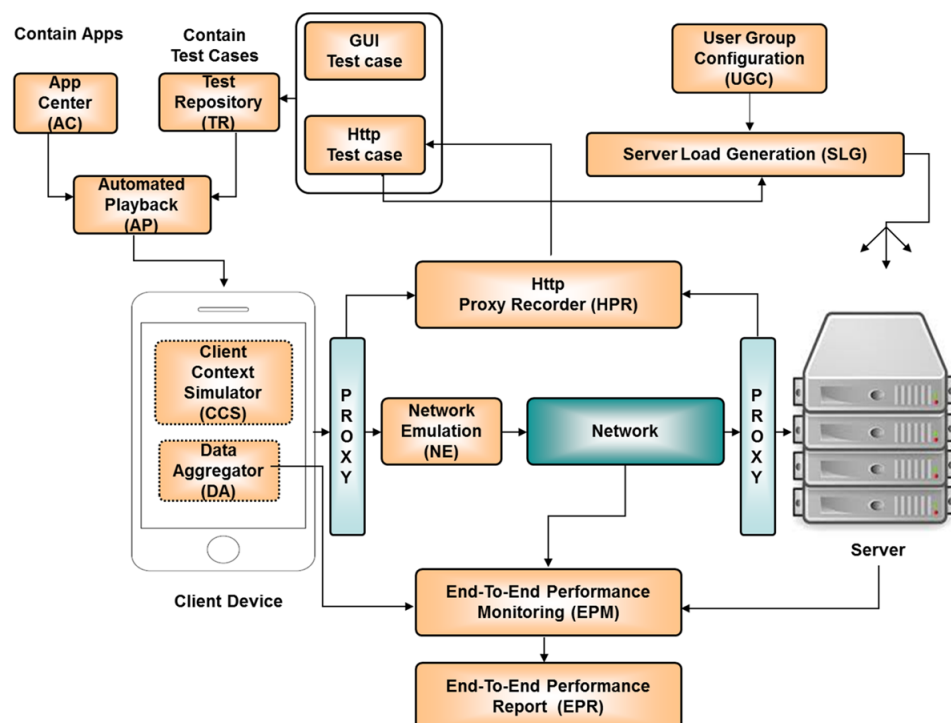 Contain Apps
Contain
Test Cases
GUI
Test case
User Group
Configuration
(UGC)
App
Center
(AC)
Test
Repository
(TR)
Http
Test case
Server Load Generation (SLG)
Automated
Playback
(AP)
Http
Proxy Recorder (HPR)
Client
Context
Simulator
(CCS)
PROXY
Network
Emulation
(NE)
Network
PROXY
Data
Aggregator
(DA)
Server
Client Device
End-To-End Performance
Monitoring (EPM)
End-To-End Performance
Report (EPR)